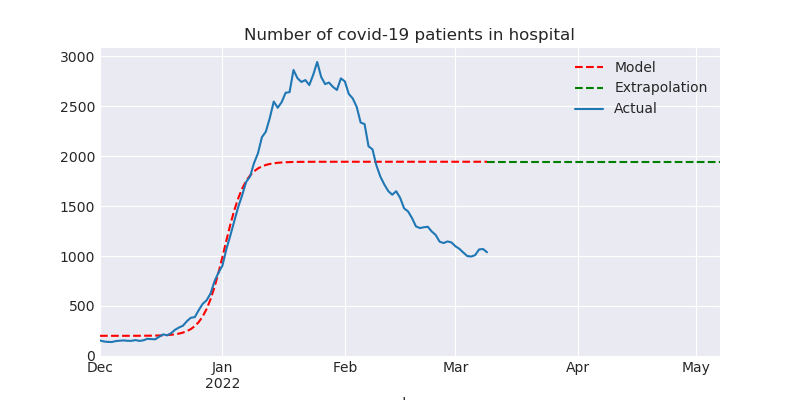 Number of covid-19 patients in hospital
3000
2500
2000
1500
1000
500
0
Model
Extrapolation
Actual
Dec
Jan
2022
Feb
Mar
Apr
May